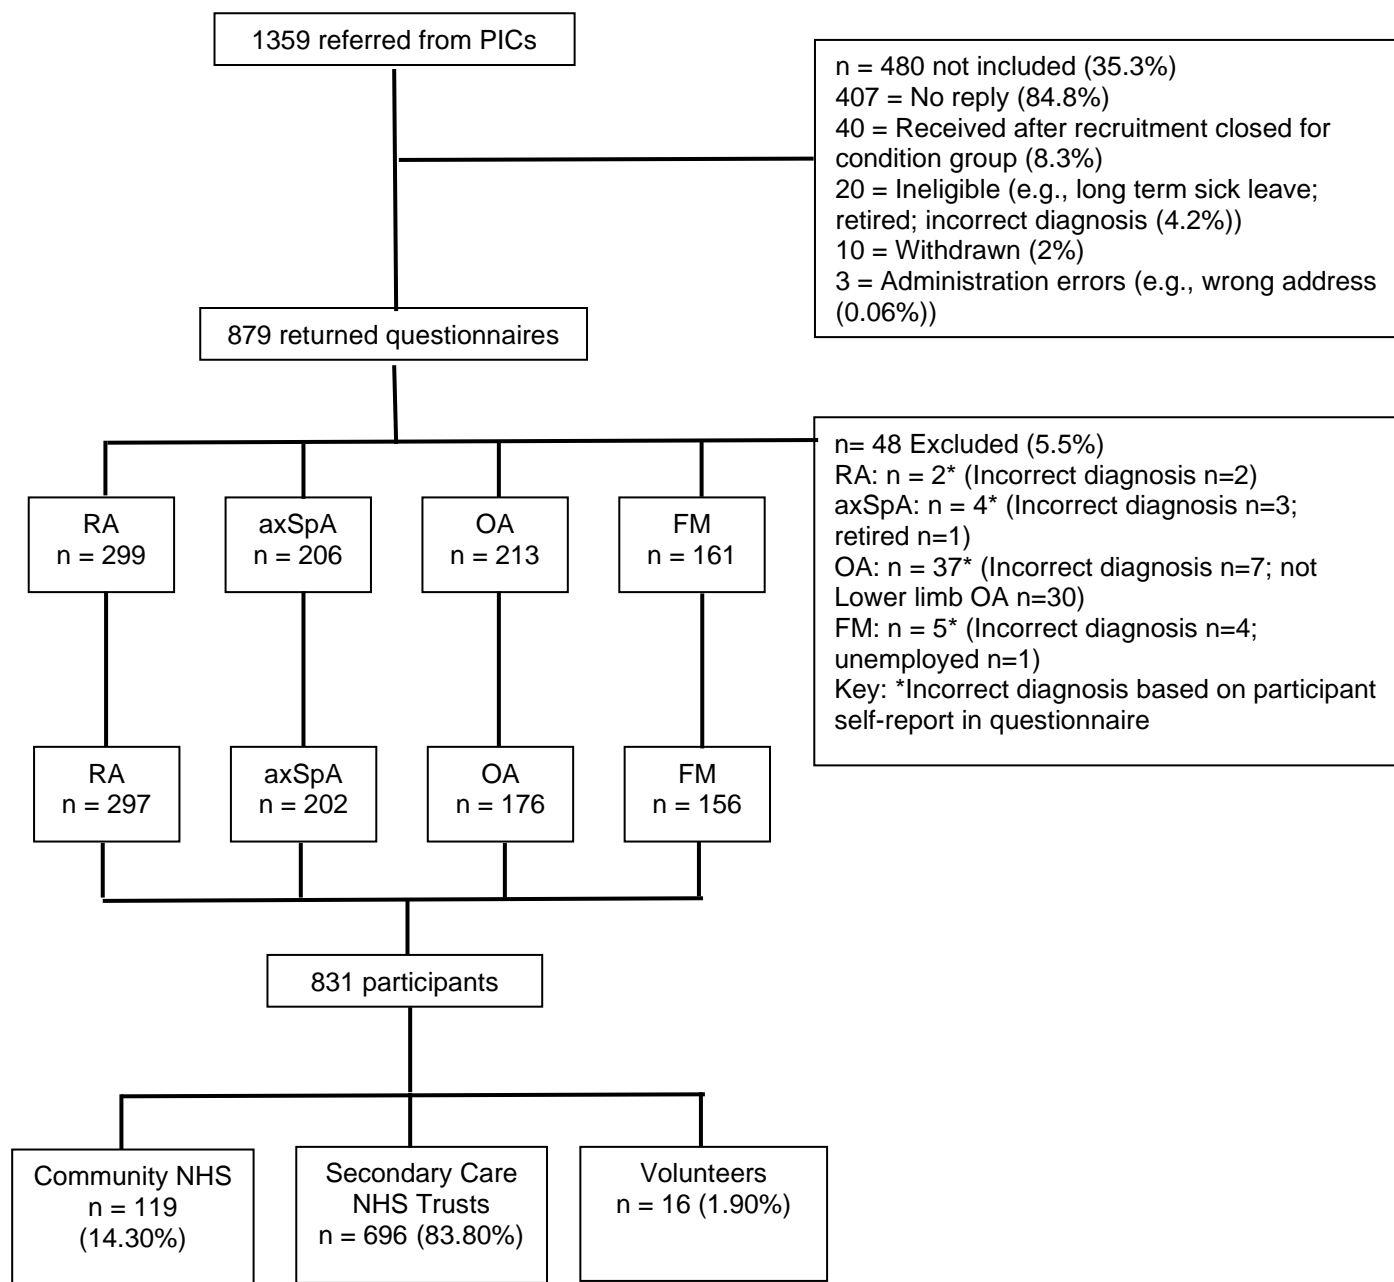 1359 referred from PICs
n = 480 not included (35.3%)
407 = No reply (84.8%)
40 = Received after recruitment closed for
condition group (8.3%)
20 = Ineligible (e.g., long term sick leave;
retired; incorrect diagnosis (4.2%))
10 = Withdrawn (2%)
3 = Administration errors (e.g., wrong address
(0.06%))
879 returned questionnaires
n= 48 Excluded (5.5%)
RA: n = 2* (Incorrect diagnosis n=2)
axSpA: n = 4* (Incorrect diagnosis n=3;
retired n=1)
OA: n = 37* (Incorrect diagnosis n=7; not
Lower limb OA n=30)
FM: n = 5* (Incorrect diagnosis n=4;
unemployed n=1)
Key: *Incorrect diagnosis based on participant
self-report in questionnaire
RA
n = 299
axSpA
n = 206
OA
n = 213
FM
n = 161
RA
n = 297
axSpA
n = 202
OA
n = 176
FM
n = 156
831 participants
Community NHS
n = 119
(14.30%)
Secondary Care
NHS Trusts
n = 696 (83.80%)
Volunteers
n = 16 (1.90%)